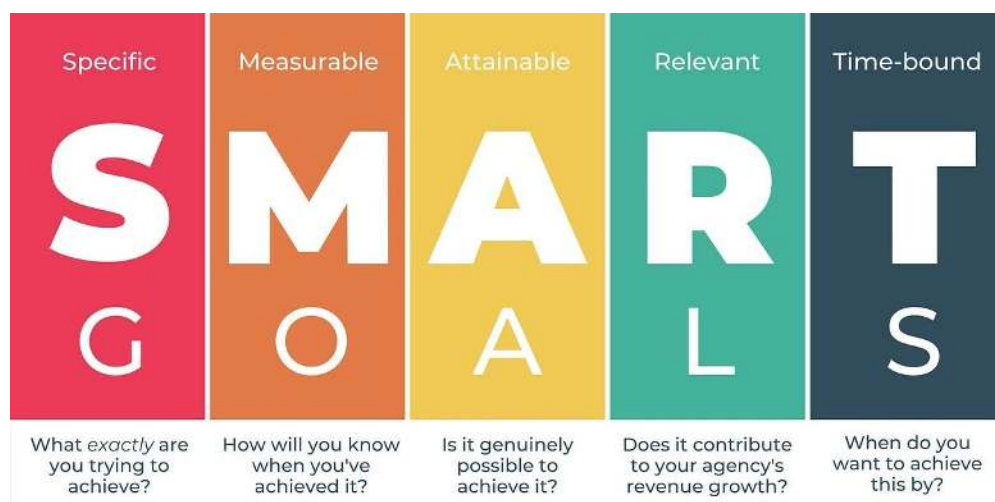 Specific
Measurable
Attainable
Relevant
Time-bound
S M A R T
G O A L S
What exactly are
you trying to
achieve?
How will you know
when you've
achieved it?
Is it genuinely
possible to
achieve it?
Does it contribute
to your agency's
revenue growth?
When do you
want to achieve
this by?